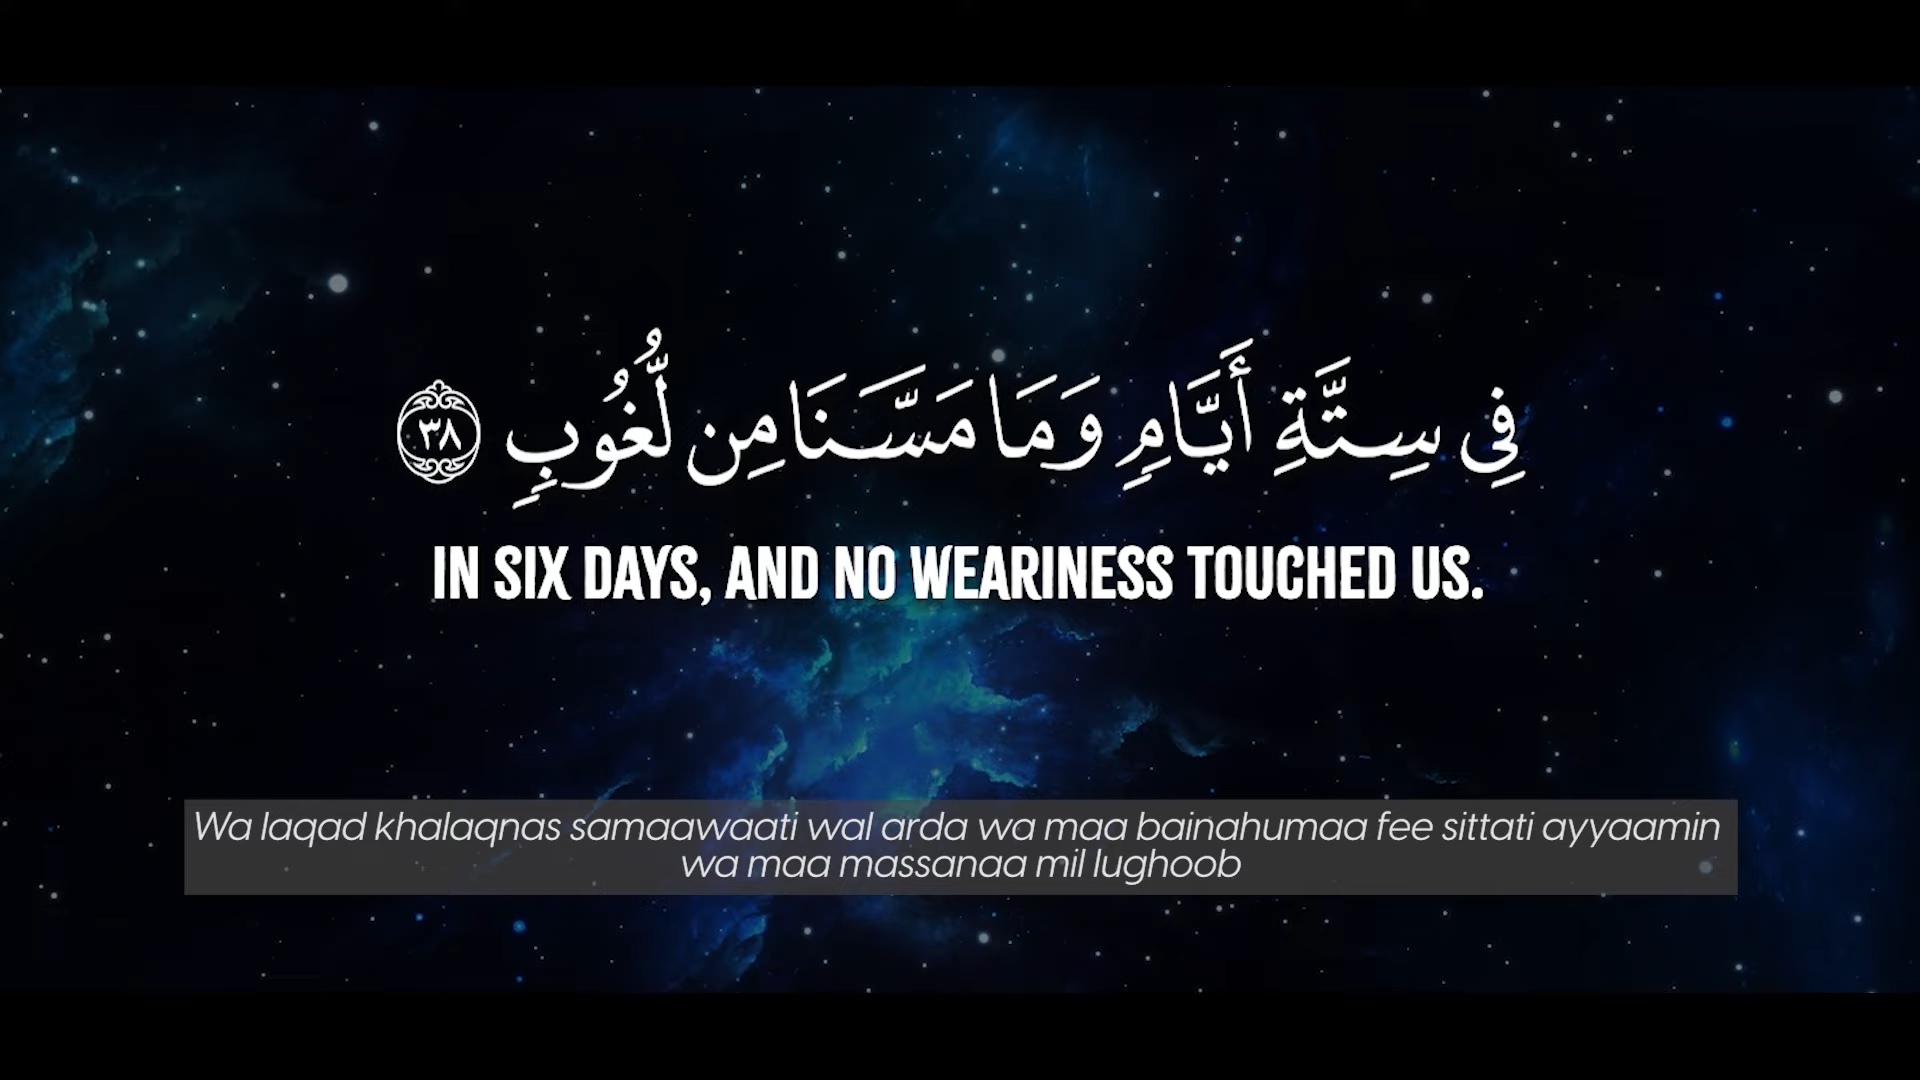 فِي سِتَّةِ أَيَّامٍ وَمَا مَسَّنَا مِن لُّغُوبٍ ٣٨
IN SIX DAYS, AND NO WEARINESS TOUCHED US.
Wa laqad khalaqnas samaawaati wal arda wa maa bainahumaa fee sittati ayyaamin
wa maa massanaa mil lughoob